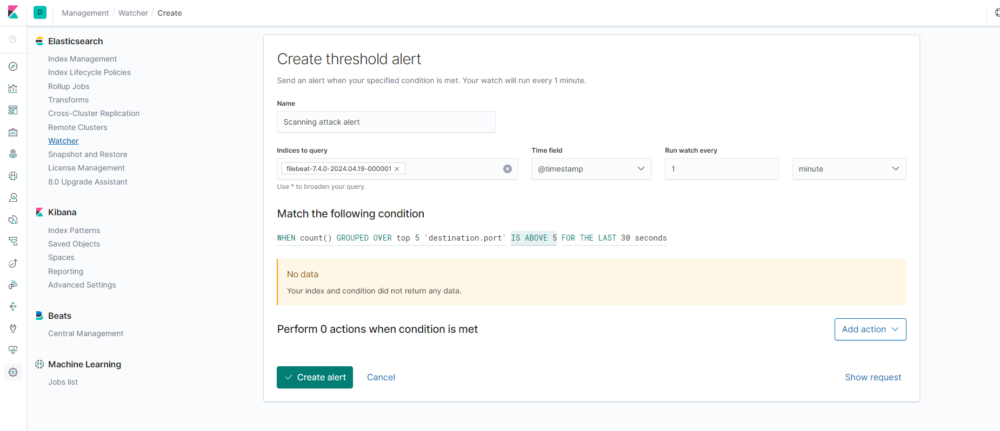 D
Management / Watcher / Create
Elasticsearch
Index Management
Index Lifecycle Policies
Rollup Jobs
Transforms
Cross-Cluster Replication
Remote Clusters
Watcher
Snapshot and Restore
License Management
8.0 Upgrade Assistant
Kibana
Index Patterns
Saved Objects
Spaces
Reporting
Advanced Settings
Beats
Central Management
Machine Learning
Jobs list
Create threshold alert
Send an alert when your specified condition is met. Your watch will run every 1 minute.
Name
Scanning attack alert
Indices to query
Time field
Run watch every
filebeat-7.4.0-2024.04.19-000001
@timestamp
1
minute
Use * to broaden your query.
Match the following condition
WHEN count() GROUPED OVER top 5 'destination.port' IS ABOVE 5 FOR THE LAST 30 seconds
No data
Your index and condition did not return any data.
Perform 0 actions when condition is met
Add action
Create alert
Cancel
Show request